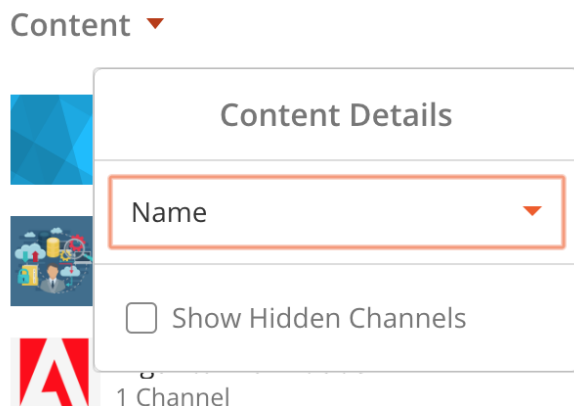 Content
Content Details
Name
Show Hidden Channels
1 Channel